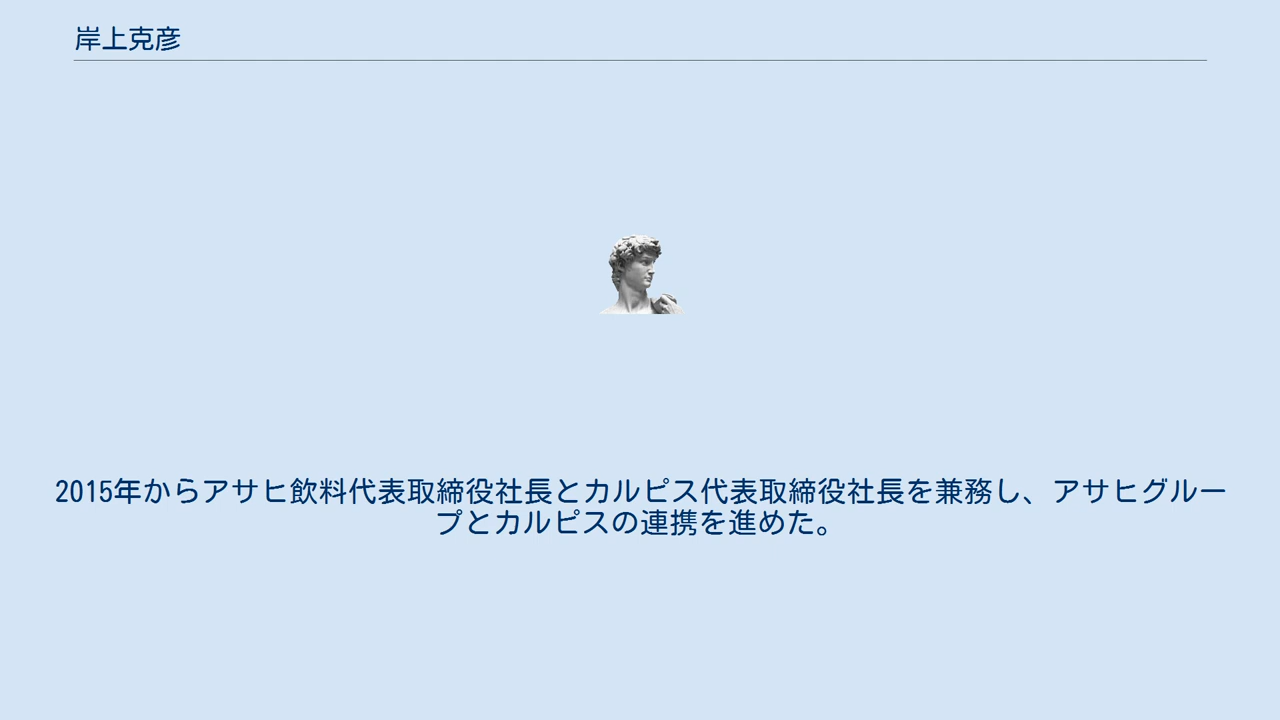 岸上克彦
2015年からアサヒ飲料代表取締役社長とカルピス代表取締役社長を兼務し、アサヒグルー
プとカルピスの連携を進めた。